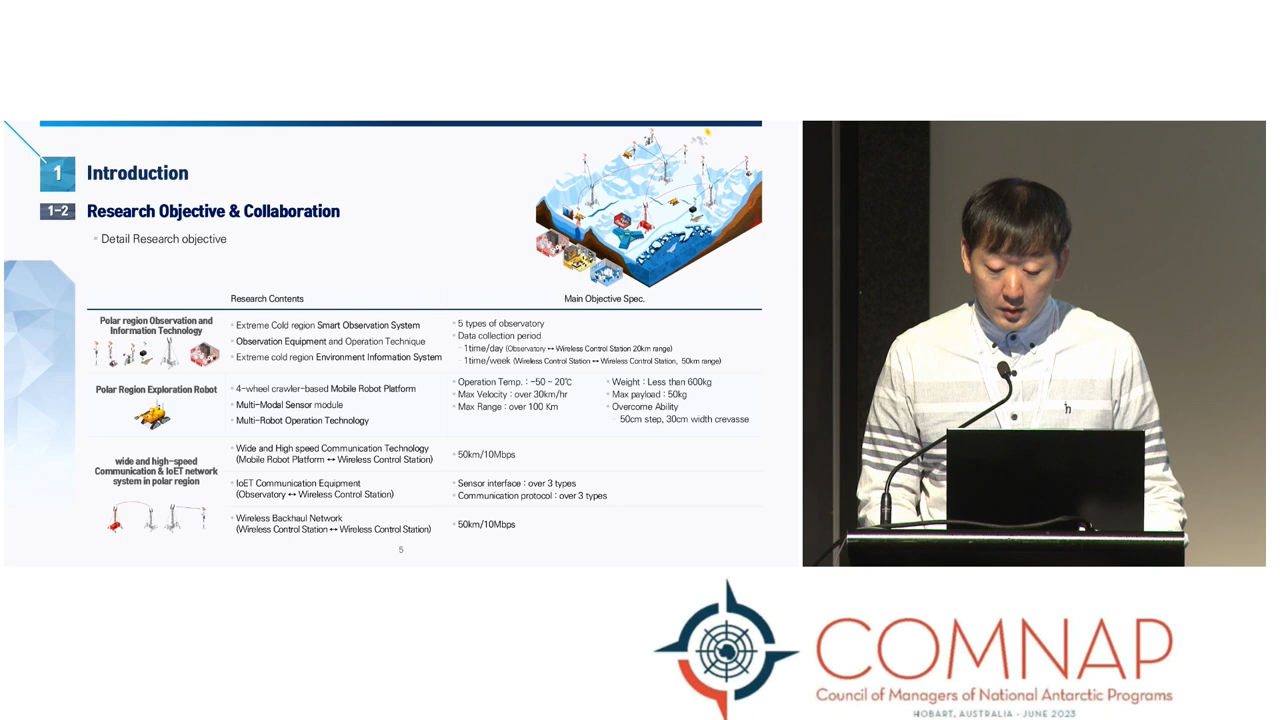 1 Introduction
1-2 Research Objective & Collaboration
Detail Research objective
Research Contents Main Objective Spec.
Polar region Observation and
Information Technology
Extreme Cold region Smart Observation System
Observation Equipment and Operation Technique
Extreme cold region Environment Information System
5 types of observatory
Data collection period
1time/day (Observatory ↔ Wireless Control Station 20km range)
1time/week (Wireless Control Station ↔ Wireless Control Station, 50km range)
Polar Region Exploration Robot
4-wheel crawler-based Mobile Robot Platform
Multi-Modal Sensor module
Multi-Robot Operation Technology
Operation Temp. : -50 ~ 20℃
Max Velocity : over 30km/hr
Max Range : over 100 Km
Weight : Less than 600kg
Max payload : 50kg
Overcome Ability
50cm step, 30cm width crevasse
wide and high-speed
Communication & IoET network
system in polar region
Wide and High speed Communication Technology
(Mobile Robot Platform ↔ Wireless Control Station)
50km/10Mbps
IoET Communication Equipment
(Observatory ↔ Wireless Control Station)
Sensor interface : over 3 types
Communication protocol : over 3 types
Wireless Backhaul Network
(Wireless Control Station ↔ Wireless Control Station)
50km/10Mbps
5
COMNAP
Council of Managers of National Antarctic Programs
HOBART, AUSTRALIA - JUNE 2023